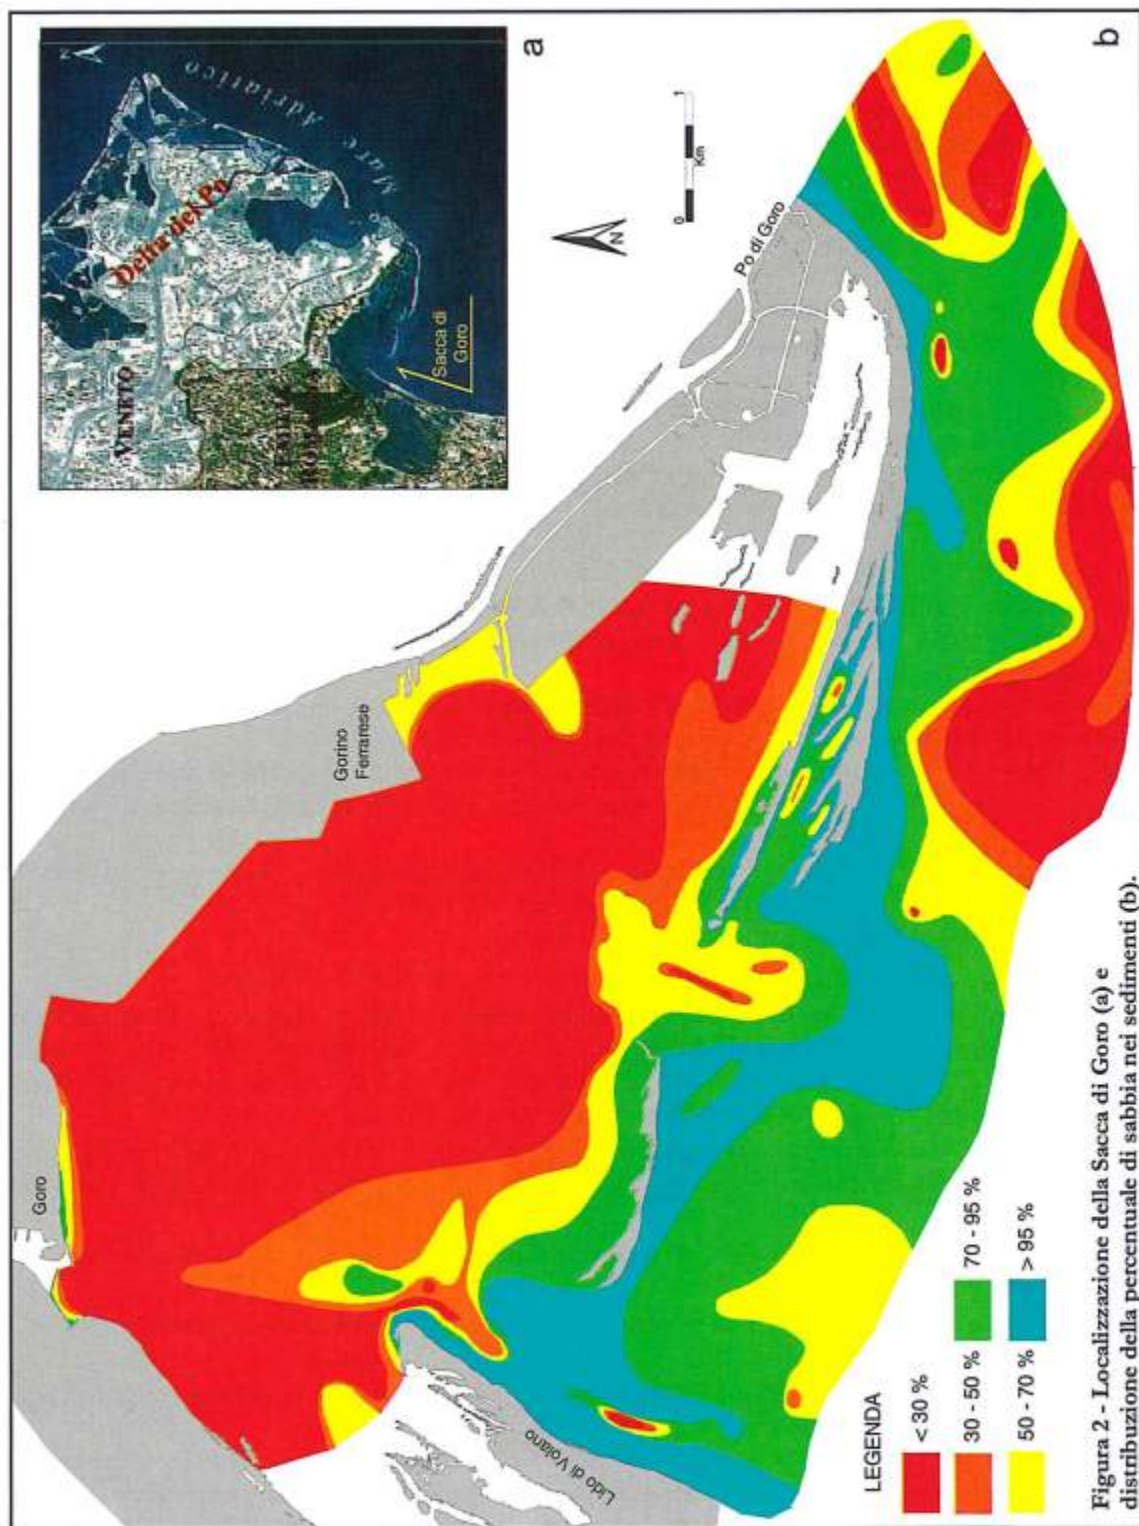 VENETO
Delta del Po
Mare Adriatico
Sacca di
Goro
N
a
Goro
Gorino
Ferrarese
Po di Goro
N
0
1
Km
Lido di Volano
LEGENDA
< 30 %
30 - 50 %
50 - 70 %
70 - 95 %
> 95 %
b
Figura 2 - Localizzazione della Sacca di Goro (a) e
distribuzione della percentuale di sabbia nei sedimenti (b).